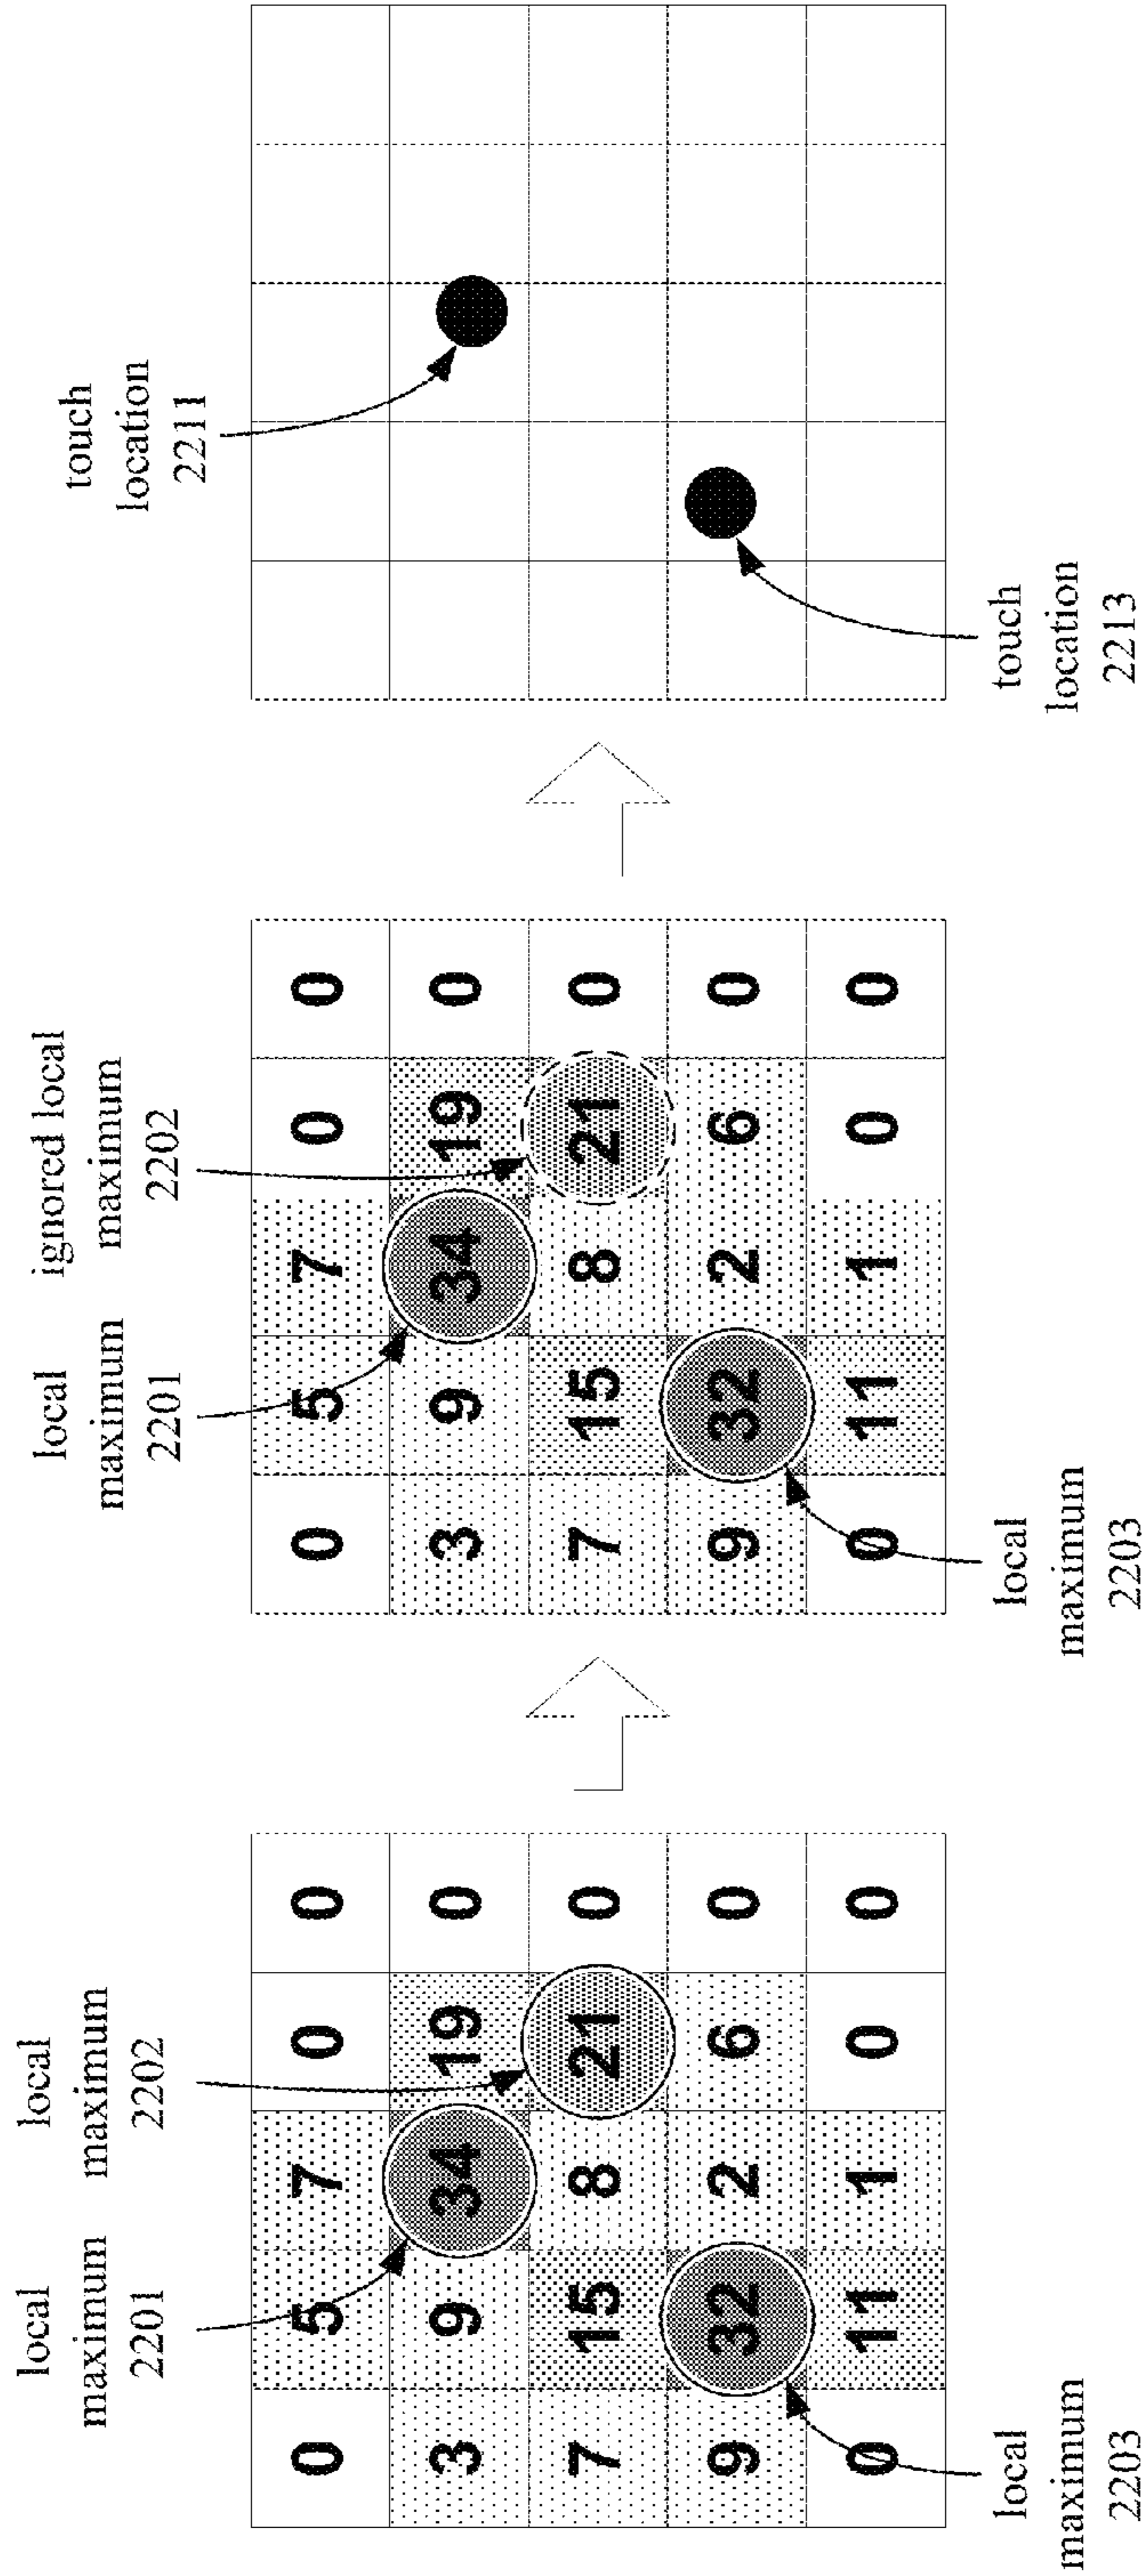 local
maximum
2201
local
maximum
2202
0 5 7 0 0
3 9 34 19 0
7 15 8 21 0
9 32 2 6 0
0 11 1 0 0
local
maximum
2203
local
maximum
2201
ignored local
maximum
2202
0 5 7 0 0
3 9 34 19 0
7 15 8 21 0
9 32 2 6 0
0 11 1 0 0
local
maximum
2203
touch
location
2211
touch
location
2213